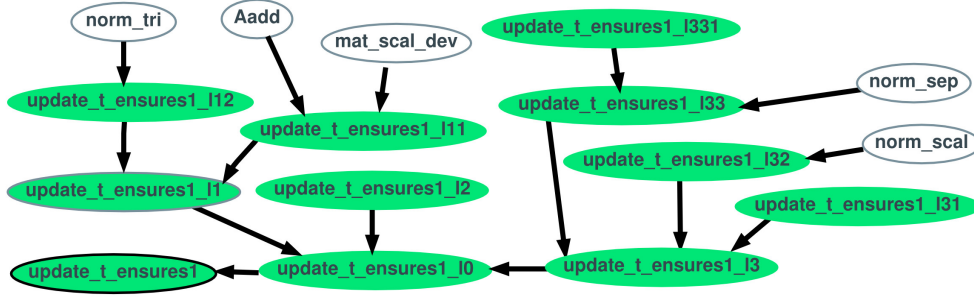 norm_tri
Aadd
mat_scal_dev
update_t_ensures1_l331
update_t_ensures1_l12
update_t_ensures1_l11
update_t_ensures1_l33
norm_sep
norm_scal
update_t_ensures1_l32
update_t_ensures1_l1
update_t_ensures1_l2
update_t_ensures1_l31
update_t_ensures1
update_t_ensures1_l0
update_t_ensures1_l3